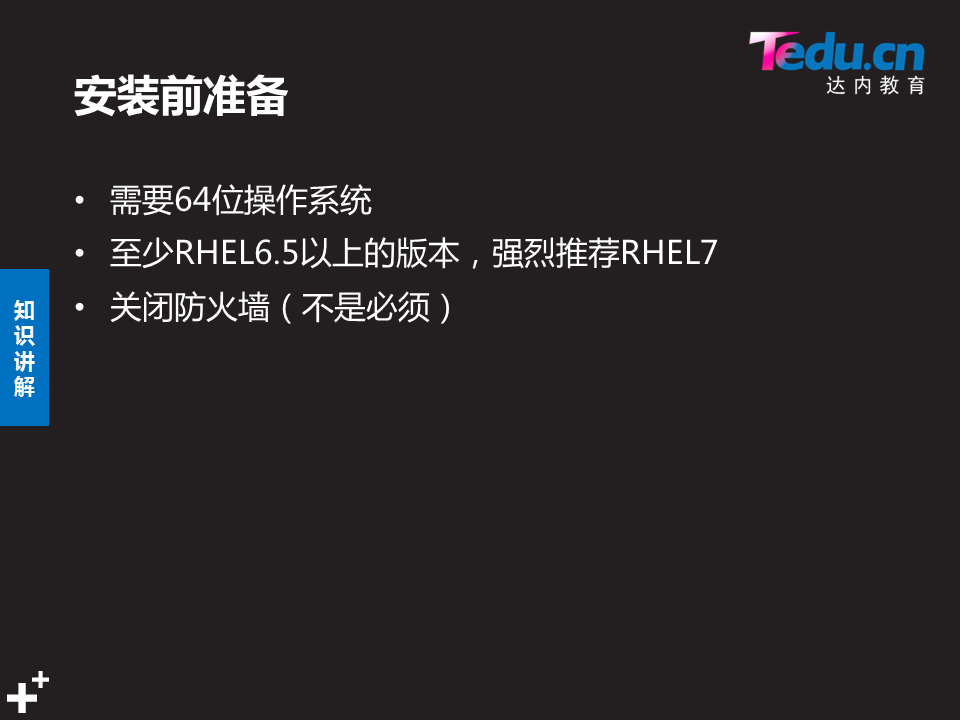 Tedu.cn
达内教育
安装前准备
• 需要64位操作系统
• 至少RHEL6.5以上的版本，强烈推荐RHEL7
• 关闭防火墙（不是必须）
知
识
讲
解